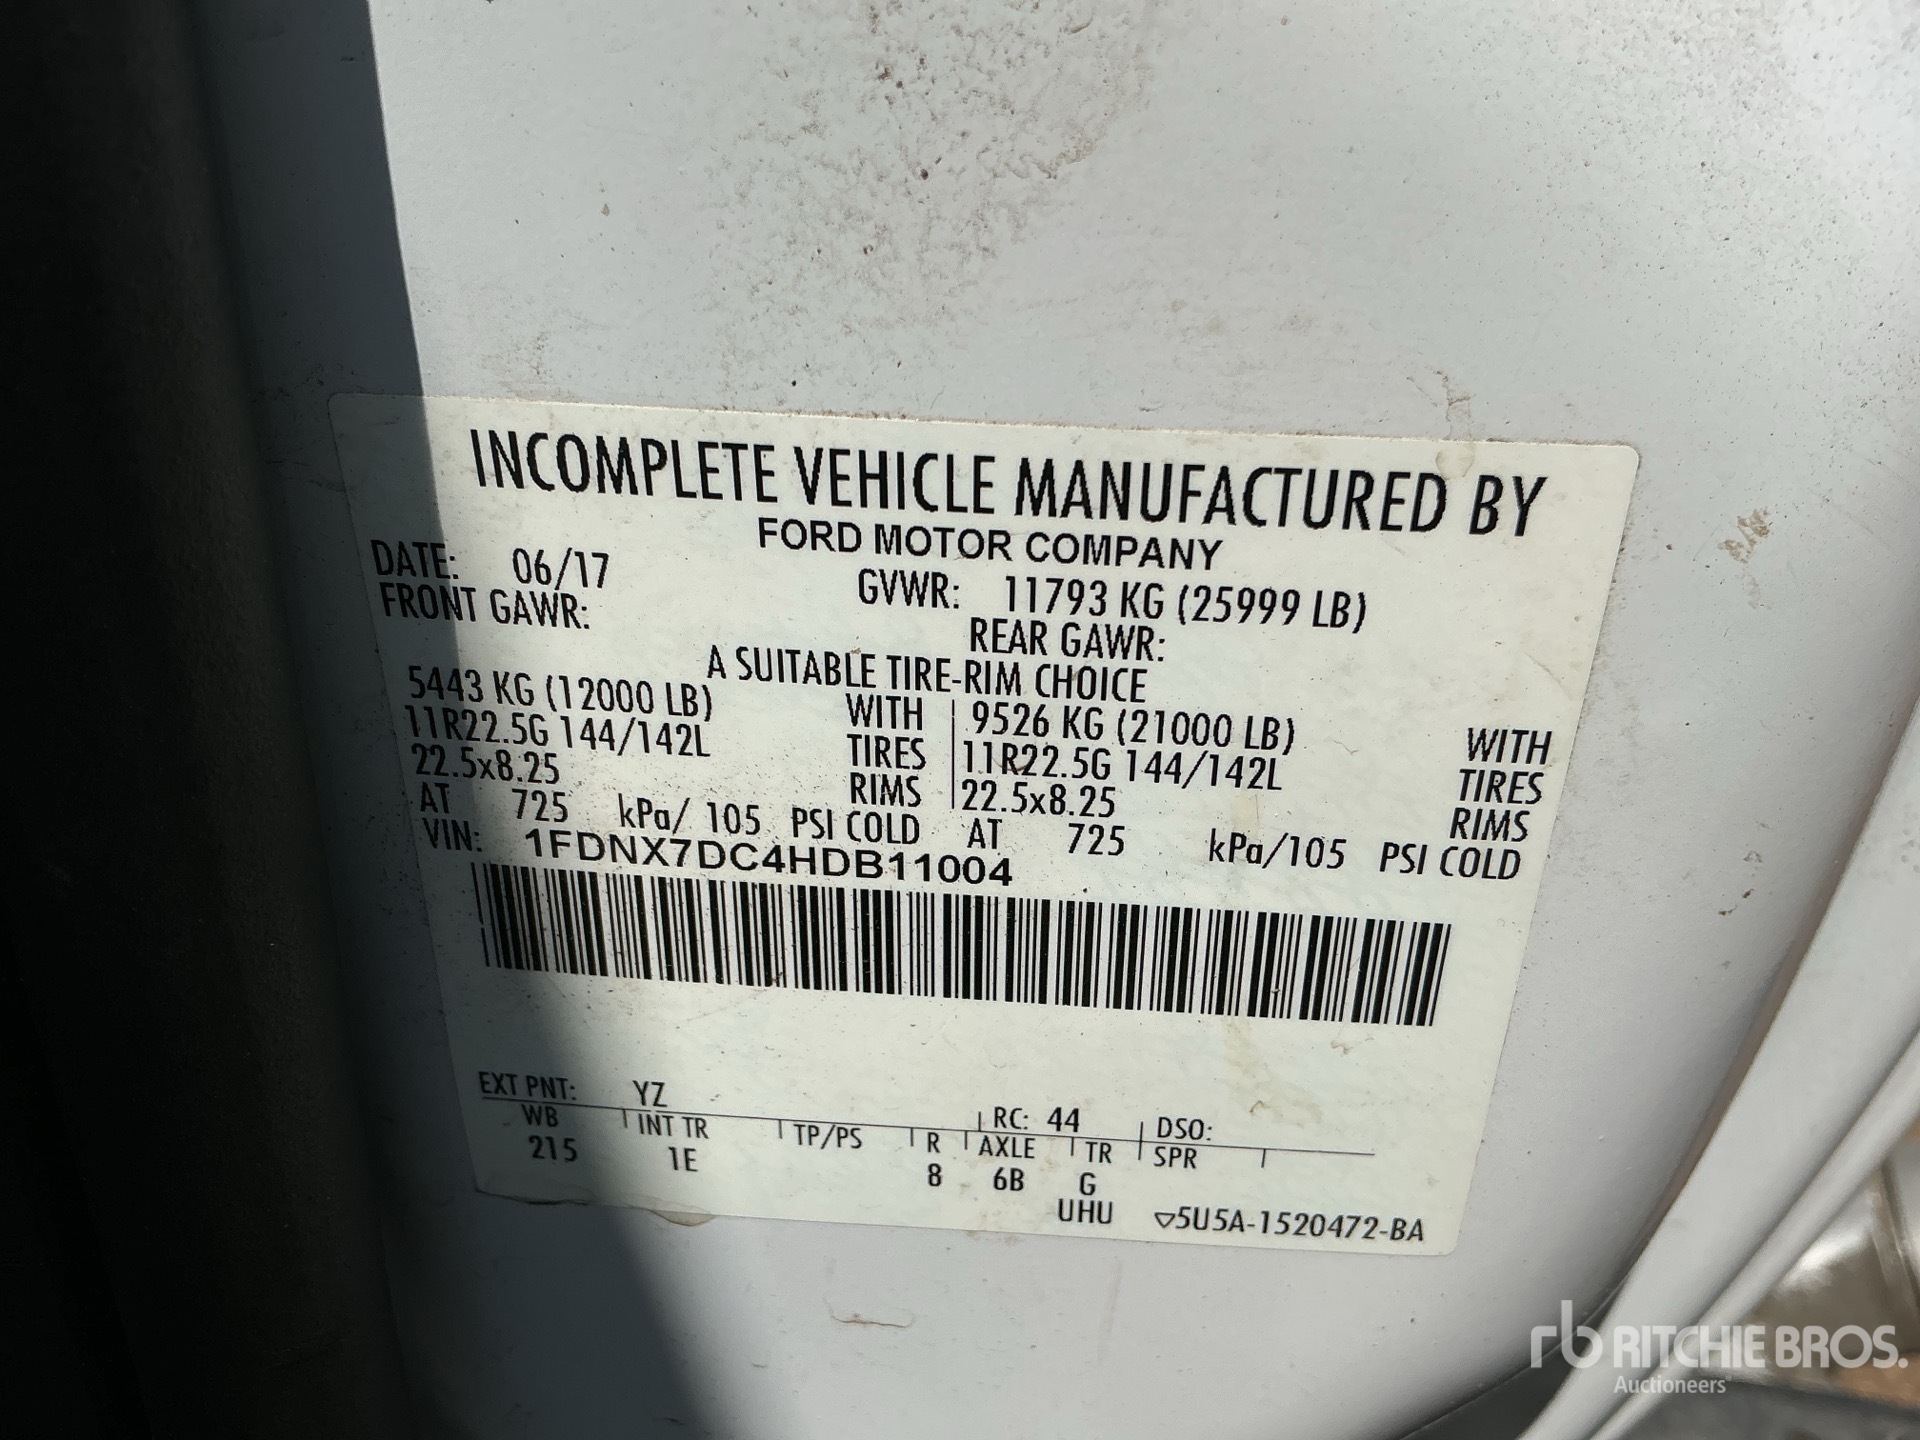 INCOMPLETE VEHICLE MANUFACTURED BY
FORD MOTOR COMPANY
DATE: 06/17 GVWR: 11793 KG (25999 LB)
FRONT GAWR: REAR GAWR:
A SUITABLE TIRE-RIM CHOICE
5443 KG (12000 LB) WITH 9526 KG (21000 LB) WITH
11R22.5G 144/142L TIRES 11R22.5G 144/142L TIRES
22.5x8.25 RIMS 22.5x8.25 RIMS
AT 725 kPa/ 105 PSI COLD AT 725 kPa/105 PSI COLD
VIN: 1FDNX7DC4HDB11004
EXT PNT: YZ RC: 44 DSO:
WB INT TR TP/PS R AXLE TR SPR
215 1E 8 6B G
UHU ▽5U5A-1520472-BA
rb RITCHIE BROS.
Auctioneers